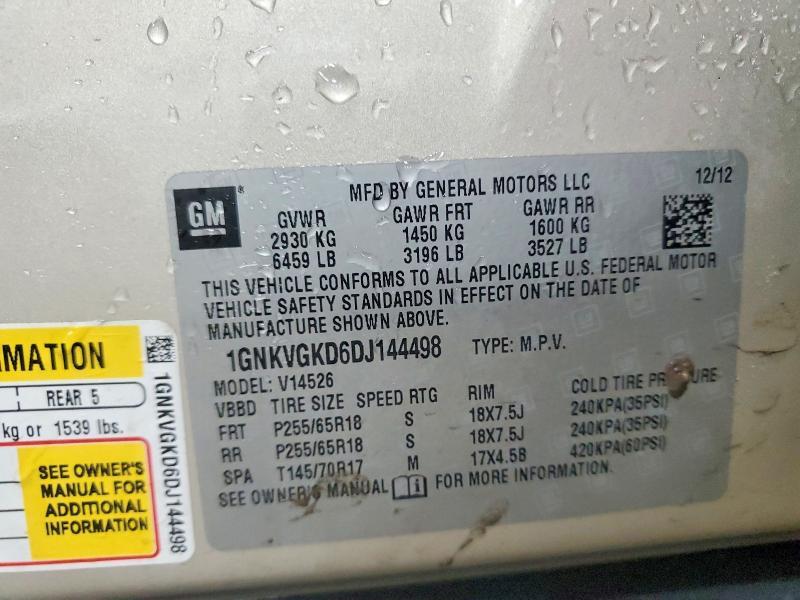 MFD BY GENERAL MOTORS LLC
12/12
GM
GVWR GAWR FRT GAWR RR
2930 KG 1450 KG 1600 KG
6459 LB 3196 LB 3527 LB
THIS VEHICLE CONFORMS TO ALL APPLICABLE U.S. FEDERAL MOTOR
VEHICLE SAFETY STANDARDS IN EFFECT ON THE DATE OF
MANUFACTURE SHOWN ABOVE.
1GNKVGKD6DJ144498 TYPE: M.P.V.
MODEL: V14526
VBBD TIRE SIZE SPEED RTG RIM COLD TIRE PRESSURE
FRT P255/65R18 S 18X7.5J 240KPA(35PSI)
RR P255/65R18 S 18X7.5J 240KPA(35PSI)
SPA T145/70R17 M 17X4.5B 420KPA(60PSI)
SEE OWNER'S MANUAL FOR MORE INFORMATION.
REAR 5
kg or 1539 lbs.
SEE OWNER'S
MANUAL FOR
ADDITIONAL
INFORMATION
1GNKVGKD6DJ144498